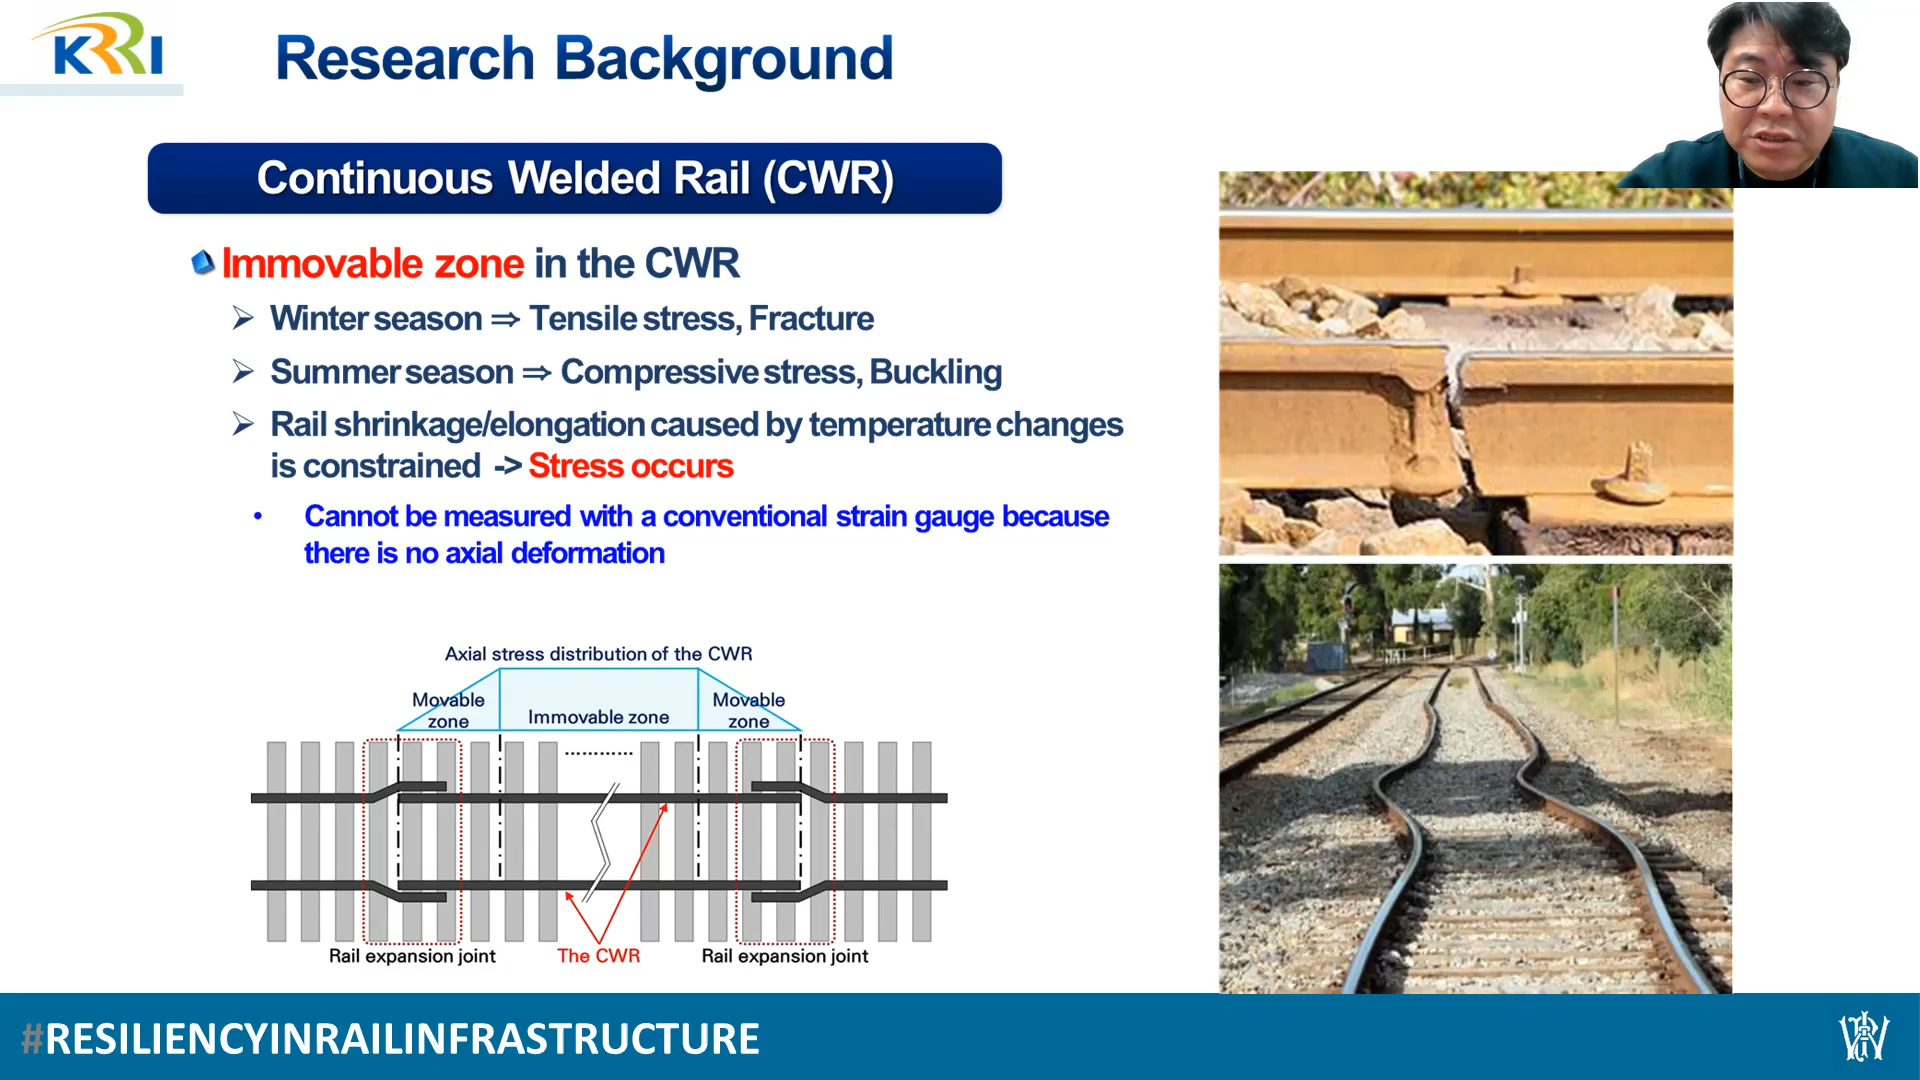 KRRI
Research Background
Continuous Welded Rail (CWR)
Immovable zone in the CWR
Winter season ⇒ Tensile stress, Fracture
Summer season ⇒ Compressive stress, Buckling
Rail shrinkage/elongation caused by temperature changes
is constrained -> Stress occurs
Cannot be measured with a conventional strain gauge because
there is no axial deformation
Axial stress distribution of the CWR
Movable zone
Immovable zone
Movable zone
Rail expansion joint
The CWR
Rail expansion joint
#RESILIENCYINRAILINFRASTRUCTURE